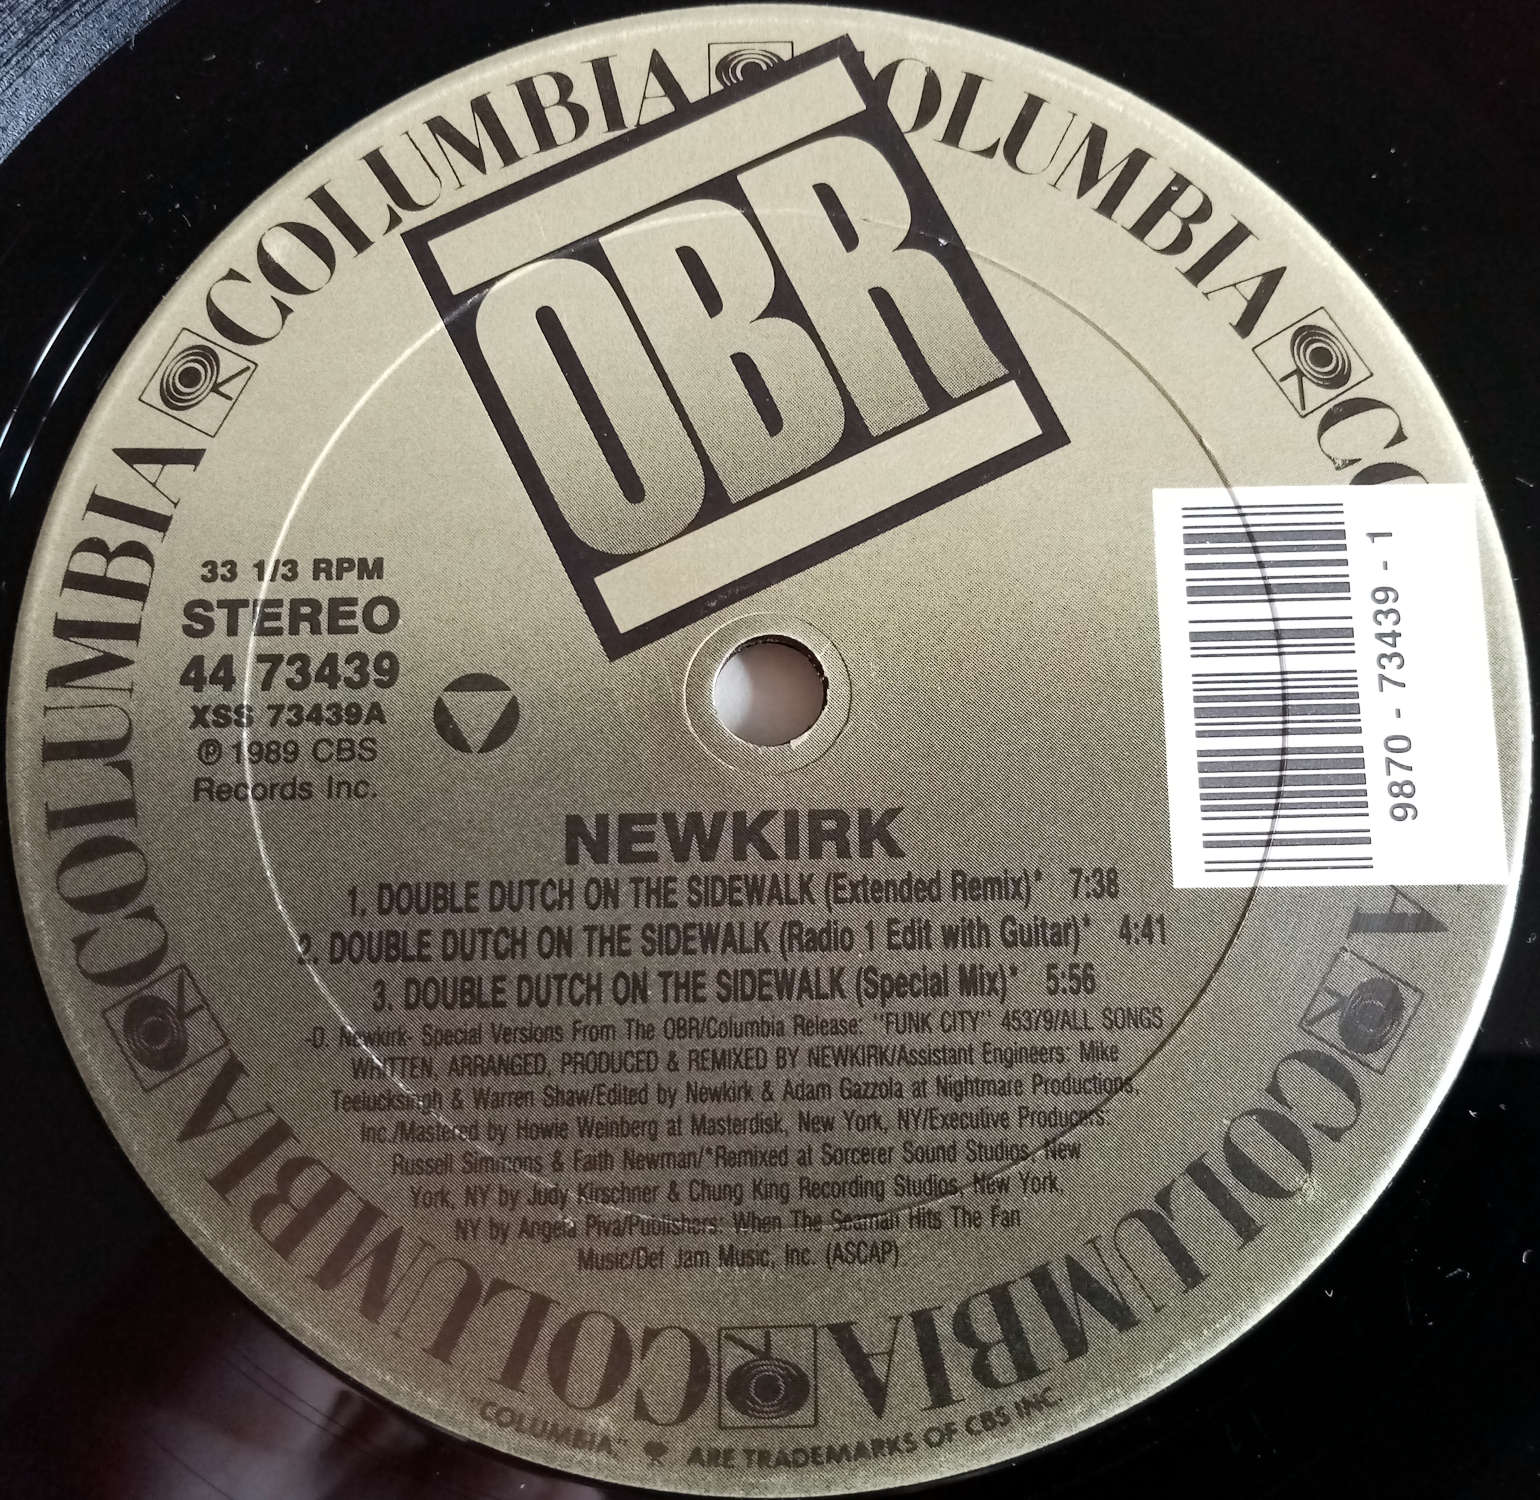 COLUMBIA
COLUMBIA
OBR
COLUMBIA
COLUMBIA
COLUMBIA
COLUMBIA
33 1/3 RPM
STEREO
44 73439
XSS 73439A
℗ 1989 CBS
Records Inc.
9870 - 73439 - 1
NEWKIRK
1. DOUBLE DUTCH ON THE SIDEWALK (Extended Remix)* 7:38
2. DOUBLE DUTCH ON THE SIDEWALK (Radio 1 Edit with Guitar)* 4:41
3. DOUBLE DUTCH ON THE SIDEWALK (Special Mix)* 5:56
-D. Newkirk- Special Versions From The OBR/Columbia Release: "FUNK CITY" 45379/ALL SONGS
WRITTEN, ARRANGED, PRODUCED & REMIXED BY NEWKIRK/Assistant Engineers: Mike
Teelucksingh & Warren Shaw/Edited by Newkirk & Adam Gazzola at Nightmare Productions,
Inc./Mastered by Howie Weinberg at Masterdisk, New York, NY/Executive Producers:
Russell Simmons & Faith Newman/*Remixed at Sorcerer Sound Studios, New
York, NY by Judy Kirschner & Chung King Recording Studios, New York,
NY by Angela Piva/Publishers: When The Seaman Hits The Fan
Music/Def Jam Music, Inc. (ASCAP)
"COLUMBIA," ARE TRADEMARKS OF CBS INC.